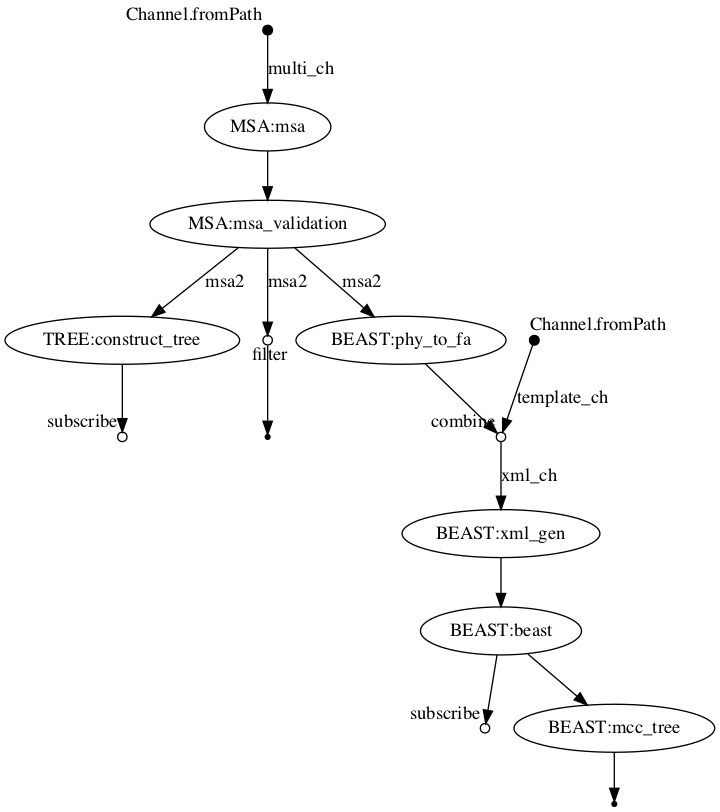 Channel.fromPath
multi_ch
MSA:msa
MSA:msa_validation
msa2
msa2
msa2
Channel.fromPath
TREE:construct_tree
filter
BEAST:phy_to_fa
template_ch
subscribe
combine
xml_ch
BEAST:xml_gen
BEAST:beast
subscribe
BEAST:mcc_tree